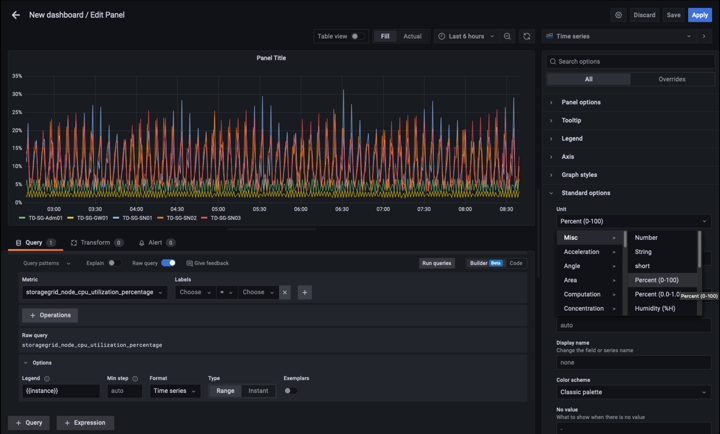 New dashboard / Edit Panel
Discard
Save
Apply
Table view
Fill
Actual
Last 6 hours
Time series
Panel Title
35%
30%
25%
20%
15%
10%
5%
0%
03:00
03:30
04:00
04:30
05:00
05:30
06:00
06:30
07:00
07:30
08:00
08:30
TD-SG-Adm01
TD-SG-GW01
TD-SG-SN01
TD-SG-SN02
TD-SG-SN03
Search options
All
Overrides
Panel options
Tooltip
Legend
Axis
Graph styles
Standard options
Unit
Percent (0-100)
Misc
Acceleration
Angle
Area
Computation
Concentration
Number
String
short
Percent (0-100)
Percent (0.0-1.0
Percent (0-100)
Humidity (%H)
auto
Display name
Change the field or series name
none
Color scheme
Classic palette
No value
What to show when there is no value
-
Query
1
Transform
0
Alert
0
Query patterns
Explain
Raw query
Give feedback
Run queries
Builder
Beta
Code
Metric
Labels
storagegrid_node_cpu_utilization_percentage
Choose
=
Choose
×
+
+ Operations
Raw query
storagegrid_node_cpu_utilization_percentage
Options
Legend
Min step
Format
Type
Exemplars
{{instance}}
auto
Time series
Range
Instant
+ Query
+ Expression